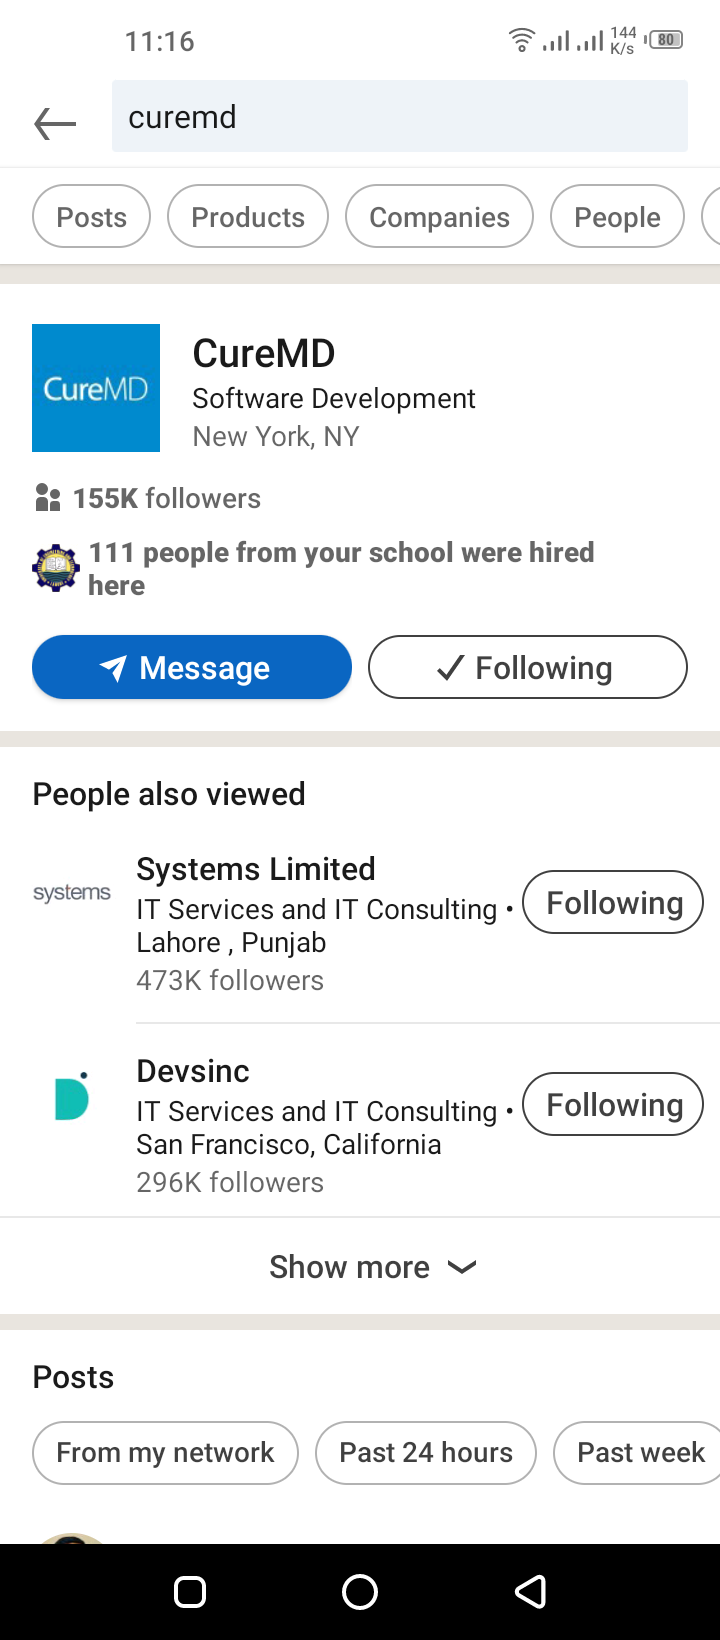 11:16
144
K/s
80
curemd
Posts
Products
Companies
People
CureMD
CureMD
Software Development
New York, NY
155K followers
111 people from your school were hired
here
Message
Following
People also viewed
systems
Systems Limited
IT Services and IT Consulting •
Lahore , Punjab
473K followers
Following
Devsinc
IT Services and IT Consulting •
San Francisco, California
296K followers
Following
Show more
Posts
From my network
Past 24 hours
Past week